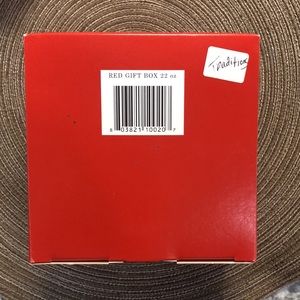 RED GIFT BOX 22 oz
8 03821 10020 7
Tradition